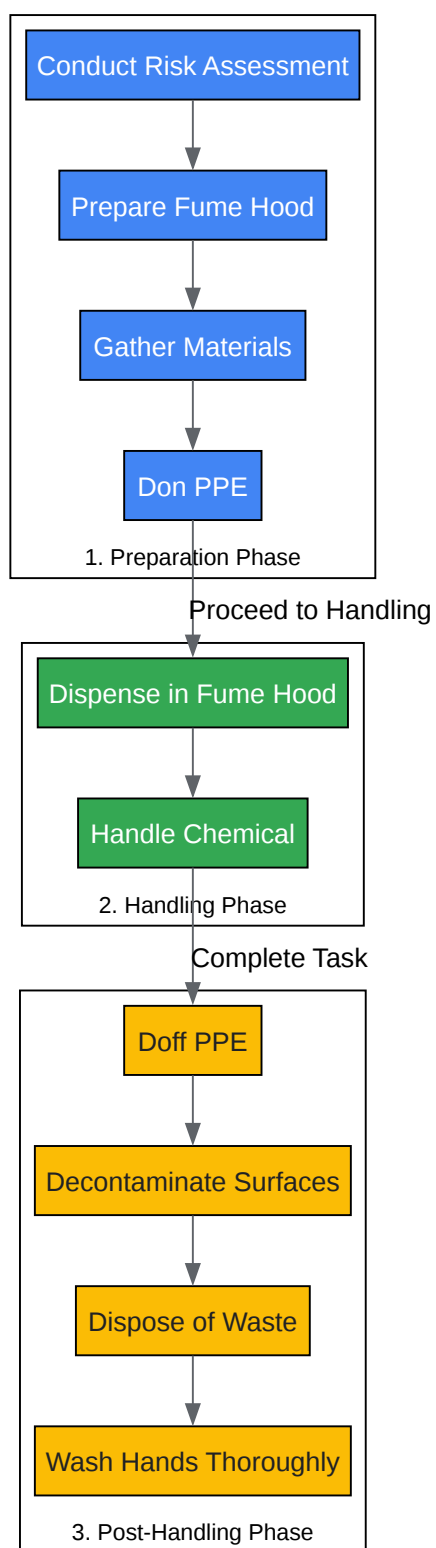 Conduct Risk Assessment
Prepare Fume Hood
Gather Materials
Don PPE
1. Preparation Phase
Proceed to Handling
Dispense in Fume Hood
Handle Chemical
2. Handling Phase
Complete Task
Doff PPE
Decontaminate Surfaces
Dispose of Waste
Wash Hands Thoroughly
3. Post-Handling Phase